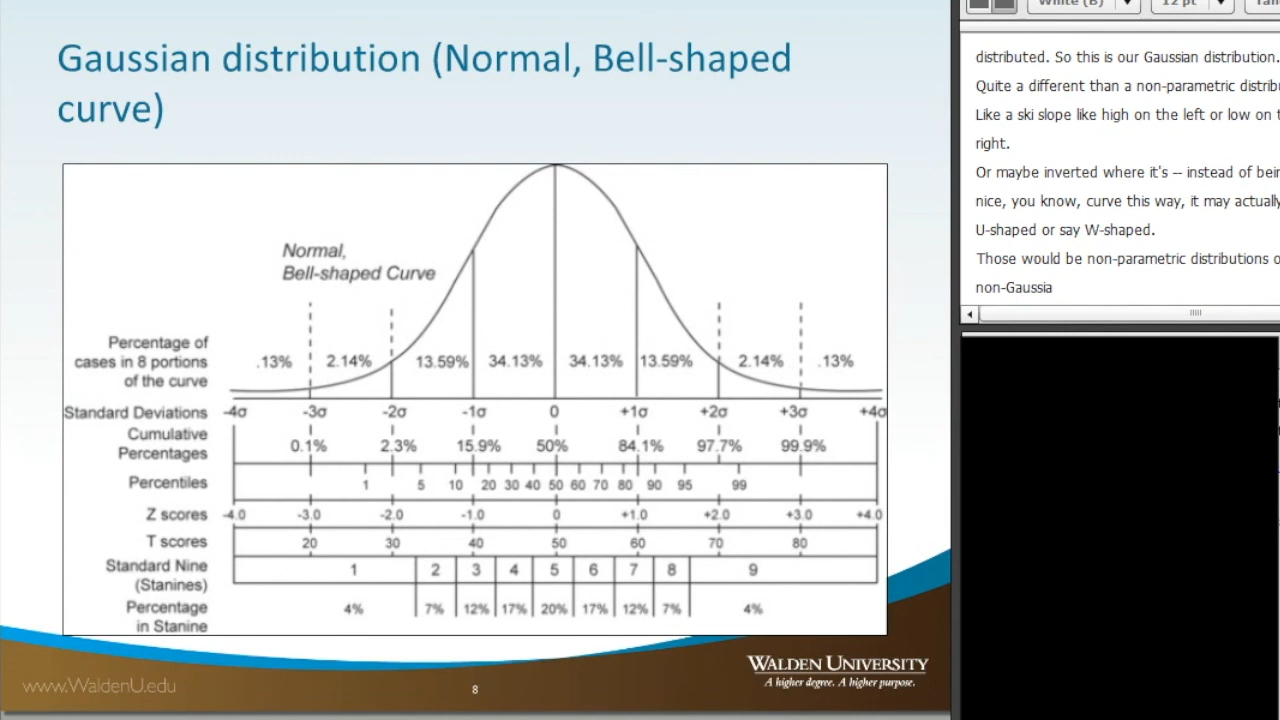 Gaussian distribution (Normal, Bell-shaped
curve)
Normal,
Bell-shaped Curve
Percentage of
cases in 8 portions
of the curve
.13% 2.14% 13.59% 34.13% 34.13% 13.59% 2.14% .13%
Standard Deviations -4σ -3σ -2σ -1σ 0 +1σ +2σ +3σ +4σ
Cumulative
Percentages
0.1% 2.3% 15.9% 50% 84.1% 97.7% 99.9%
Percentiles 1 5 10 20 30 40 50 60 70 80 90 95 99
Z scores -4.0 -3.0 -2.0 -1.0 0 +1.0 +2.0 +3.0 +4.0
T scores 20 30 40 50 60 70 80
Standard Nine
(Stanines)
1 2 3 4 5 6 7 8 9
Percentage
in Stanine
4% 7% 12% 17% 20% 17% 12% 7% 4%
www.WaldenU.edu
8
WALDEN UNIVERSITY
A higher degree. A higher purpose.
White (B) 12 pt
distributed. So this is our Gaussian distribution.
Quite a different than a non-parametric
Like a ski slope like high on the left or low on
right.
Or maybe inverted where it's -- instead of
nice, you know, curve this way, it may actually
U-shaped or say W-shaped.
Those would be non-parametric distributions
non-Gaussia